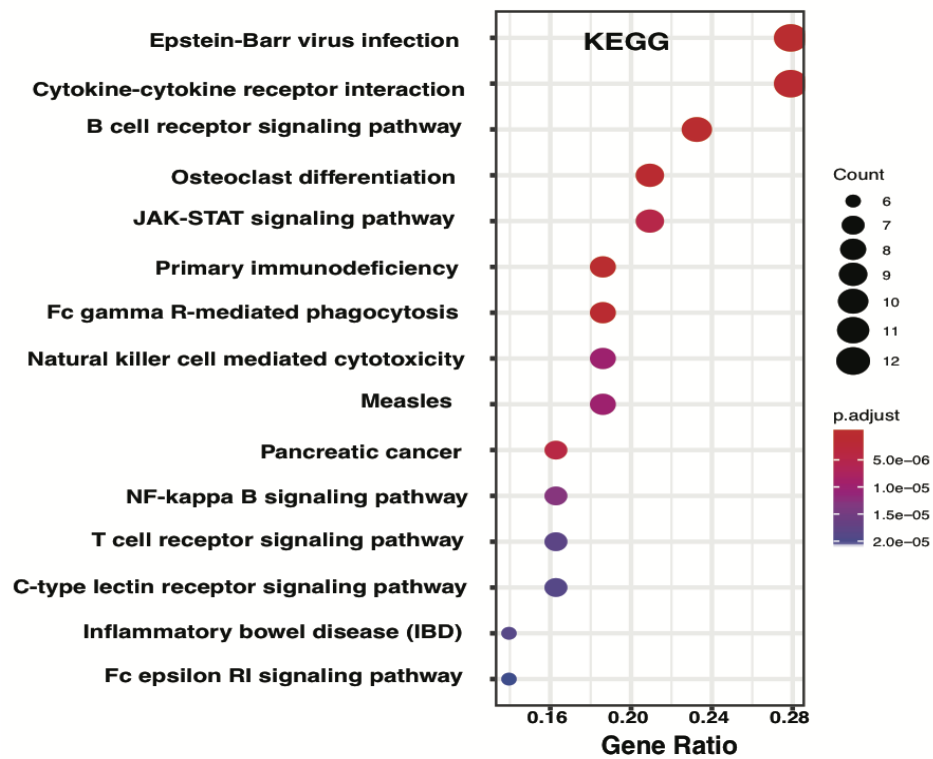 KEGG
Epstein-Barr virus infection
Cytokine-cytokine receptor interaction
B cell receptor signaling pathway
Osteoclast differentiation
JAK-STAT signaling pathway
Primary immunodeficiency
Fc gamma R-mediated phagocytosis
Natural killer cell mediated cytotoxicity
Measles
Pancreatic cancer
NF-kappa B signaling pathway
T cell receptor signaling pathway
C-type lectin receptor signaling pathway
Inflammatory bowel disease (IBD)
Fc epsilon RI signaling pathway
0.16 0.20 0.24 0.28
Gene Ratio
Count
6
7
8
9
10
11
12
p.adjust
5.0e-06
1.0e-05
1.5e-05
2.0e-05